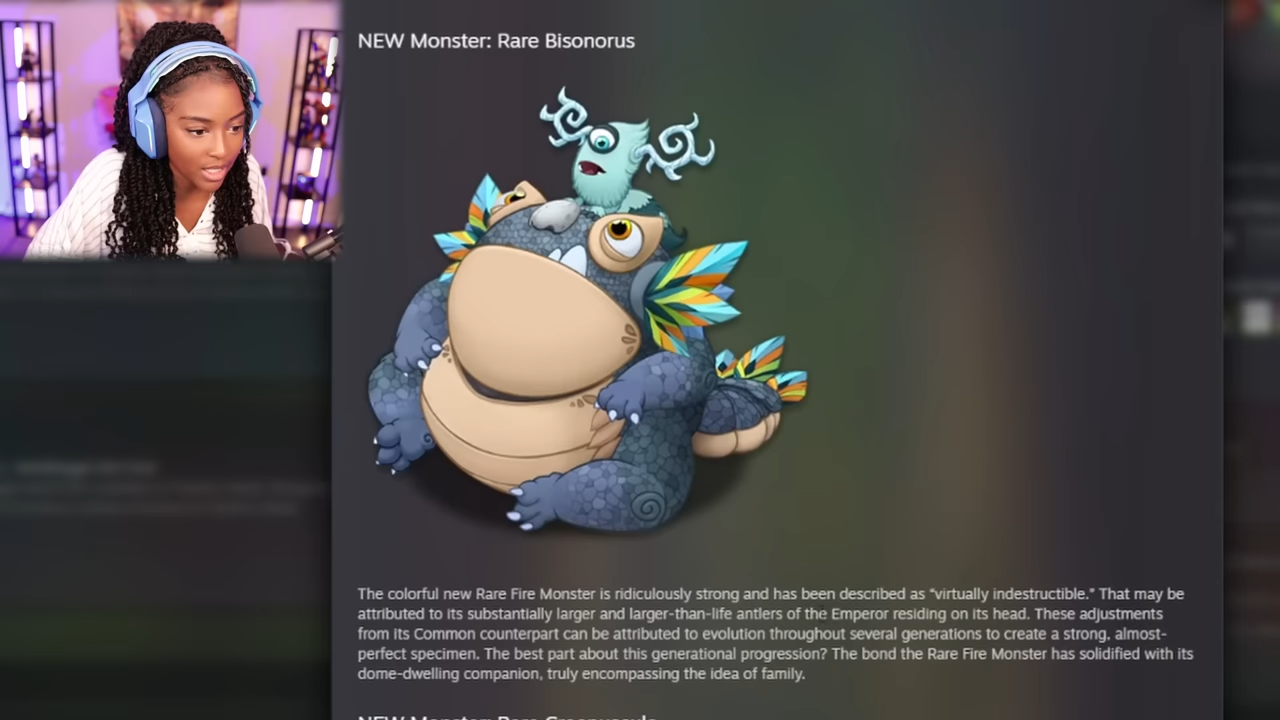 NEW Monster: Rare Bisonorus
The colorful new Rare Fire Monster is ridiculously strong and has been described as “virtually indestructible.” That may be
attributed to its substantially larger and larger-than-life antlers of the Emperor residing on its head. These adjustments
from its Common counterpart can be attributed to evolution throughout several generations to create a strong, almost-
perfect specimen. The best part about this generational progression? The bond the Rare Fire Monster has solidified with its
dome-dwelling companion, truly encompassing the idea of family.
NEW Monster: Rare